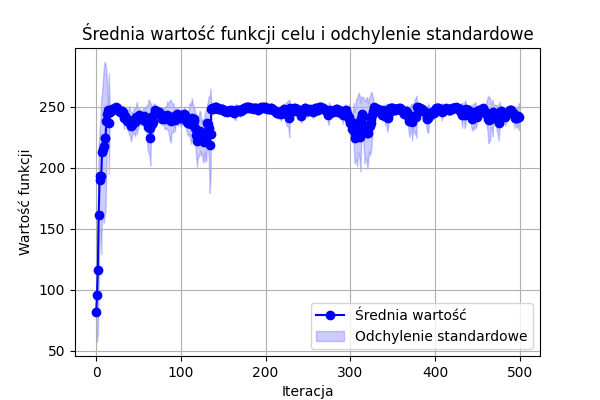 Średnia wartość funkcji celu i odchylenie standardowe
Wartość funkcji
250
200
150
100
50
0
100
200
300
400
500
Iteracja
Średnia wartość
Odchylenie standardowe